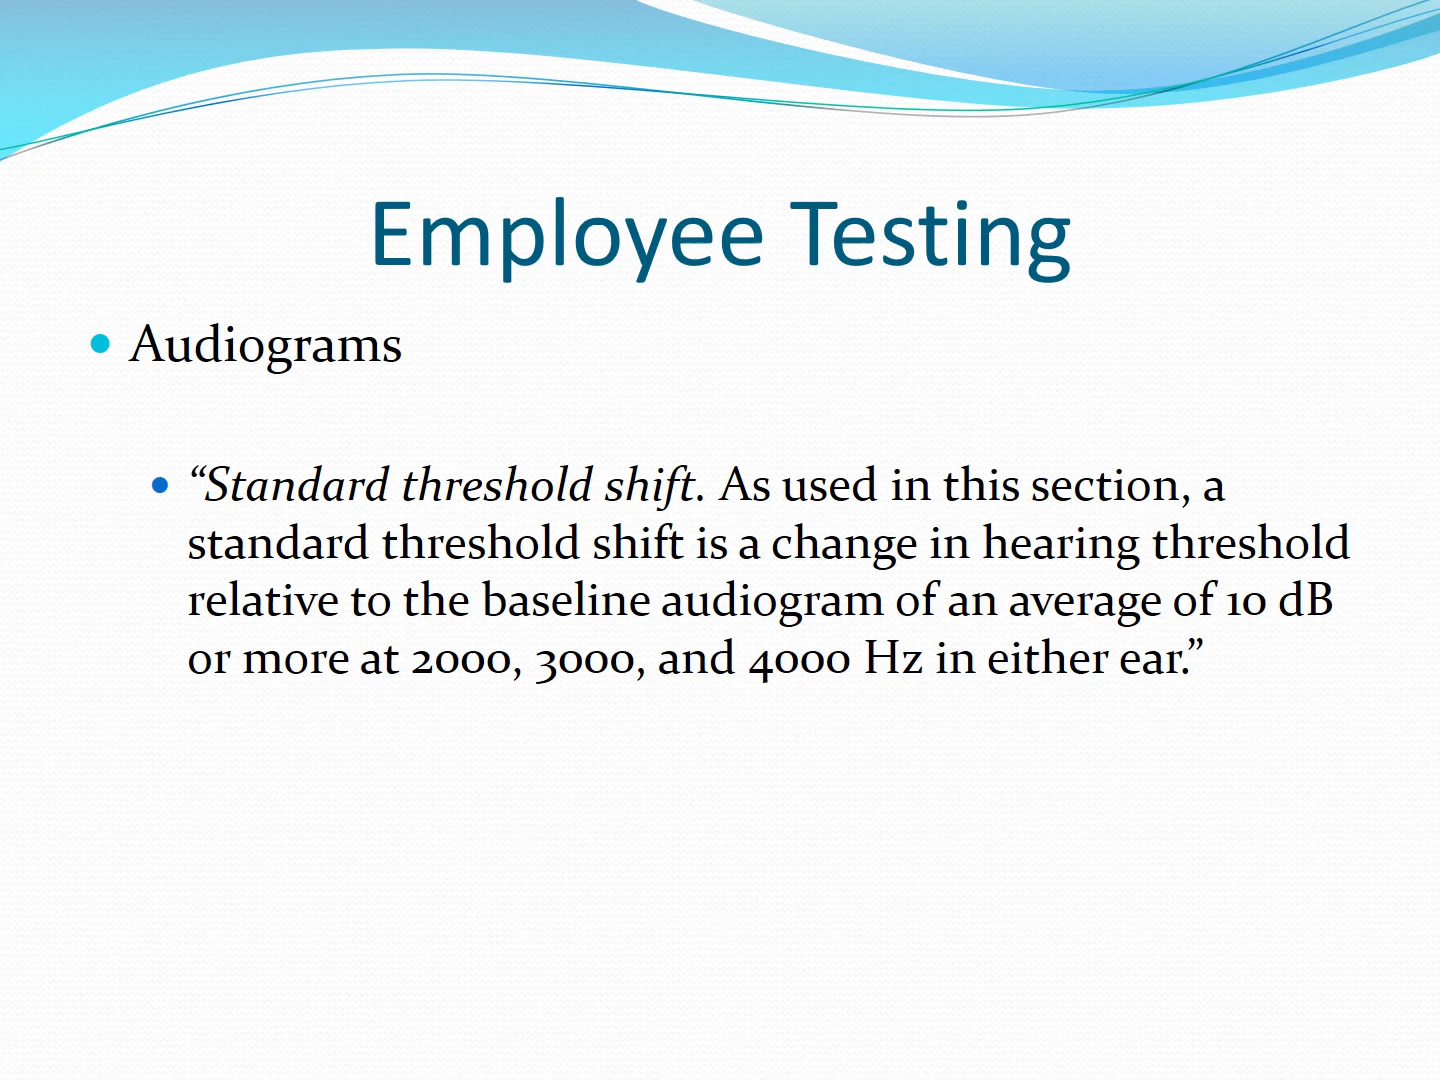 Employee Testing
Audiograms
“Standard threshold shift. As used in this section, a
standard threshold shift is a change in hearing threshold
relative to the baseline audiogram of an average of 10 dB
or more at 2000, 3000, and 4000 Hz in either ear.”